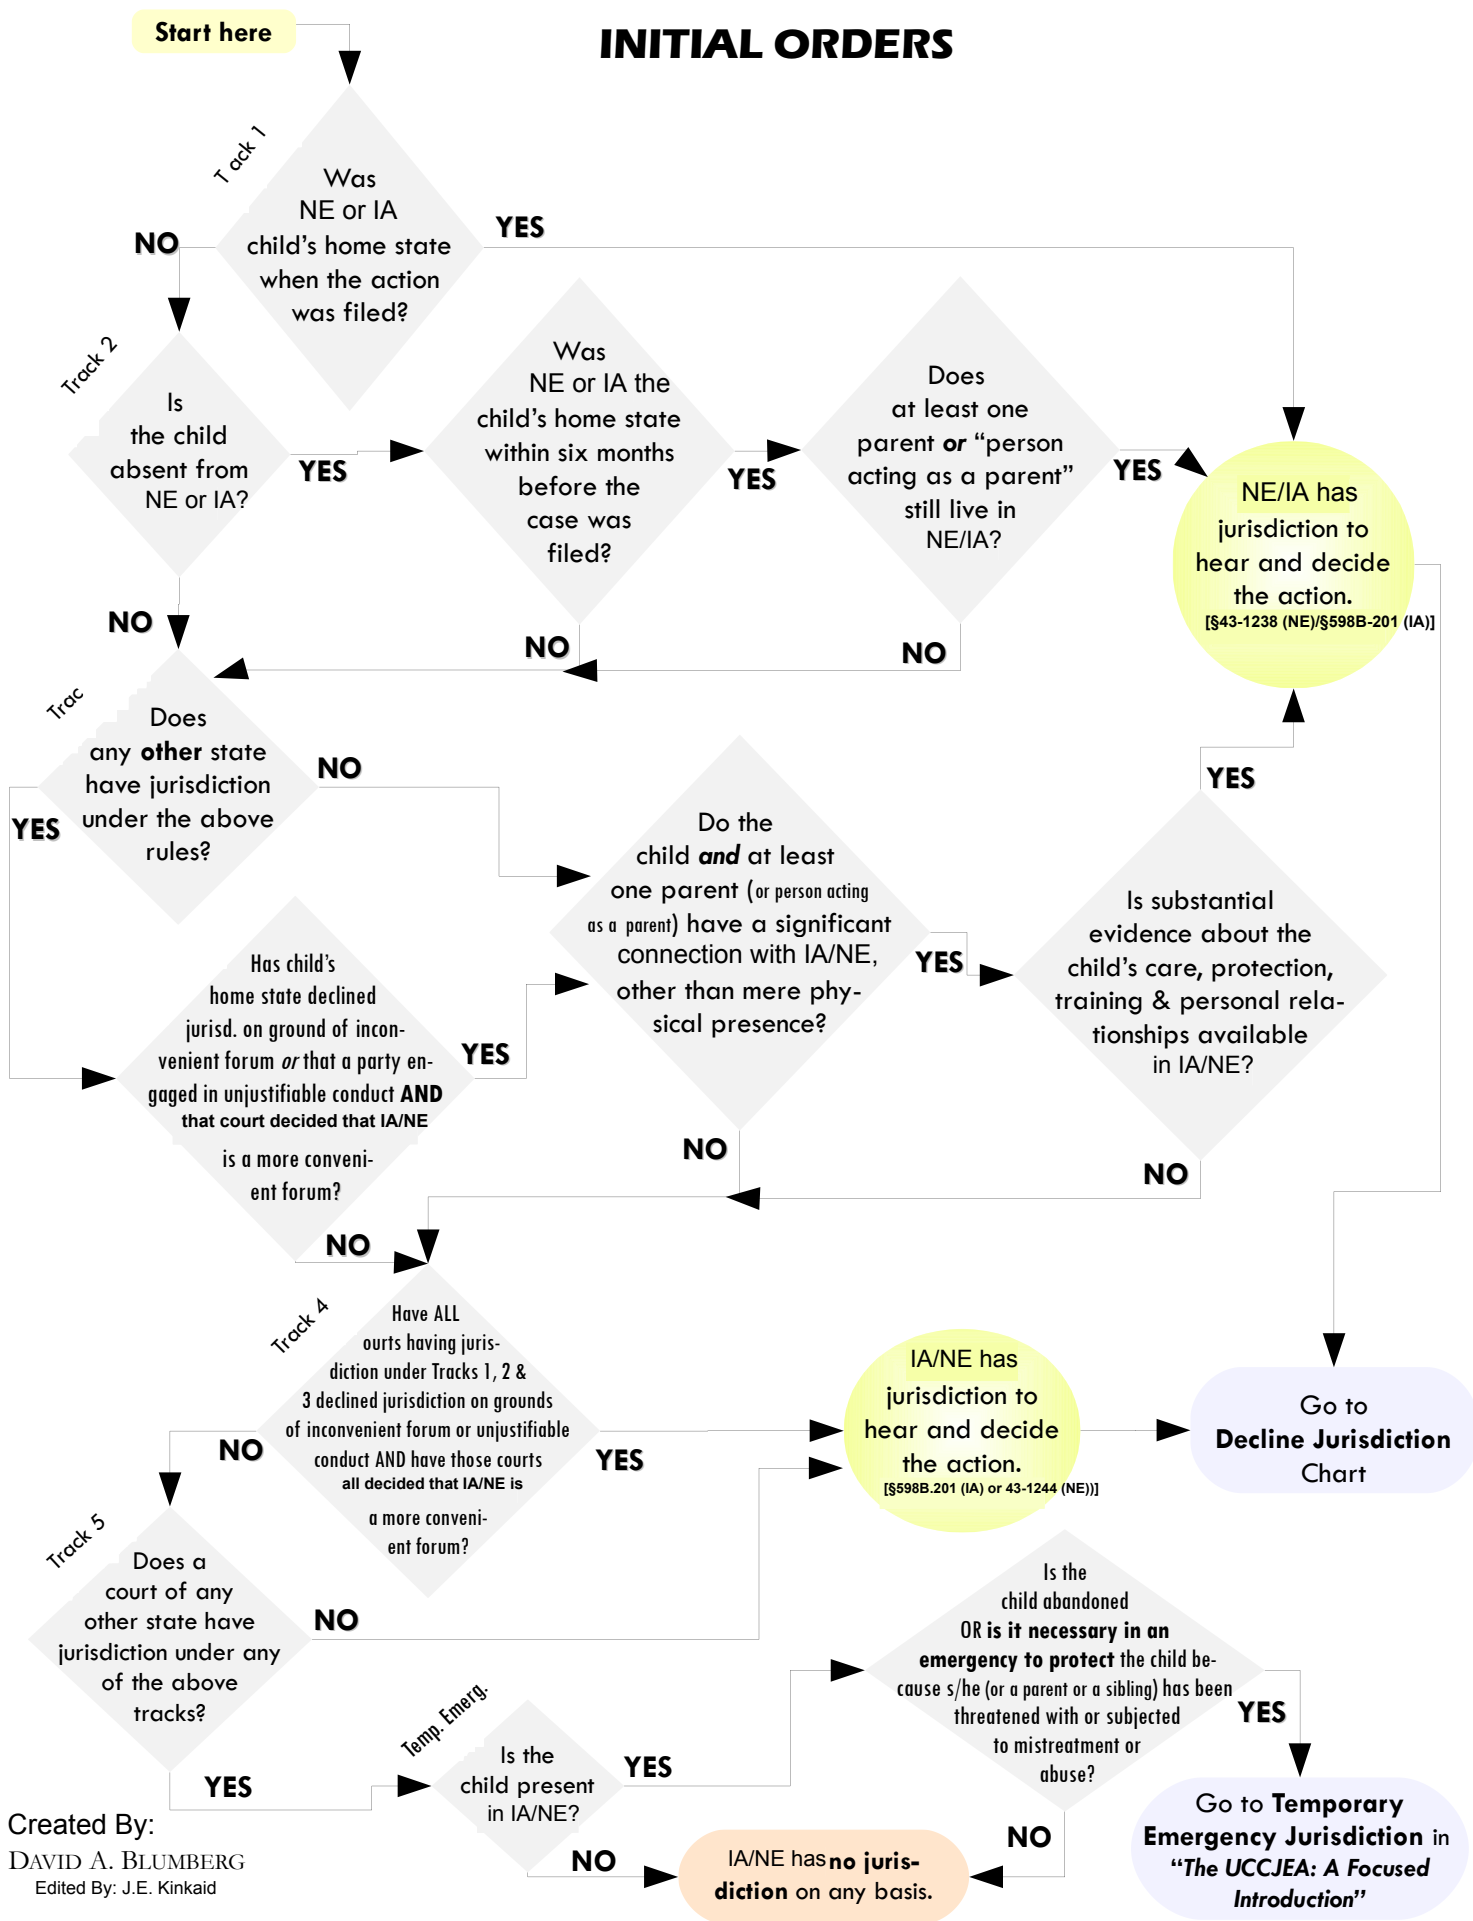 Start here
INITIAL ORDERS
T ack 1
Was
NE or IA
child's home state
when the action
was filed?
NO
YES
Track 2
Is
the child
absent from
NE or IA?
YES
Was
NE or IA the
child's home state
within six months
before the
case was
filed?
YES
Does
at least one
parent or "person
acting as a parent"
still live in
NE/IA?
YES
NE/IA has
jurisdiction to
hear and decide
the action.
[§43-1238 (NE)/§598B-201 (IA)]
NO
NO
NO
Trac
Does
any other state
have jurisdiction
under the above
rules?
NO
YES
Has child's
home state declined
jurisd. on ground of incon-
venient forum or that a party en-
gaged in unjustifiable conduct AND
that court decided that IA/NE
is a more conveni-
ent forum?
YES
NO
Do the
child and at least
one parent (or person acting
as a parent) have a significant
connection with IA/NE,
other than mere phy-
sical presence?
YES
NO
Is substantial
evidence about the
child's care, protection,
training & personal rela-
tionships available
in IA/NE?
YES
NO
Track 4
Have ALL
ourts having juris-
diction under Tracks 1, 2 &
3 declined jurisdiction on grounds
of inconvenient forum or unjustifiable
conduct AND have those courts
all decided that IA/NE is
a more conveni-
ent forum?
NO
YES
IA/NE has
jurisdiction to
hear and decide
the action.
[§598B.201 (IA) or 43-1244 (NE))]
Go to
Decline Jurisdiction
Chart
Track 5
Does a
court of any
other state have
jurisdiction under any
of the above
tracks?
NO
YES
Temp. Emerg.
Is the
child present
in IA/NE?
YES
NO
Is the
child abandoned
OR is it necessary in an
emergency to protect the child be-
cause s/he (or a parent or a sibling) has been
threatened with or subjected
to mistreatment or
abuse?
YES
NO
IA/NE has no juris-
diction on any basis.
Go to Temporary
Emergency Jurisdiction in
"The UCCJEA: A Focused
Introduction"
Created By:
DAVID A. BLUMBERG
Edited By: J.E. Kinkaid